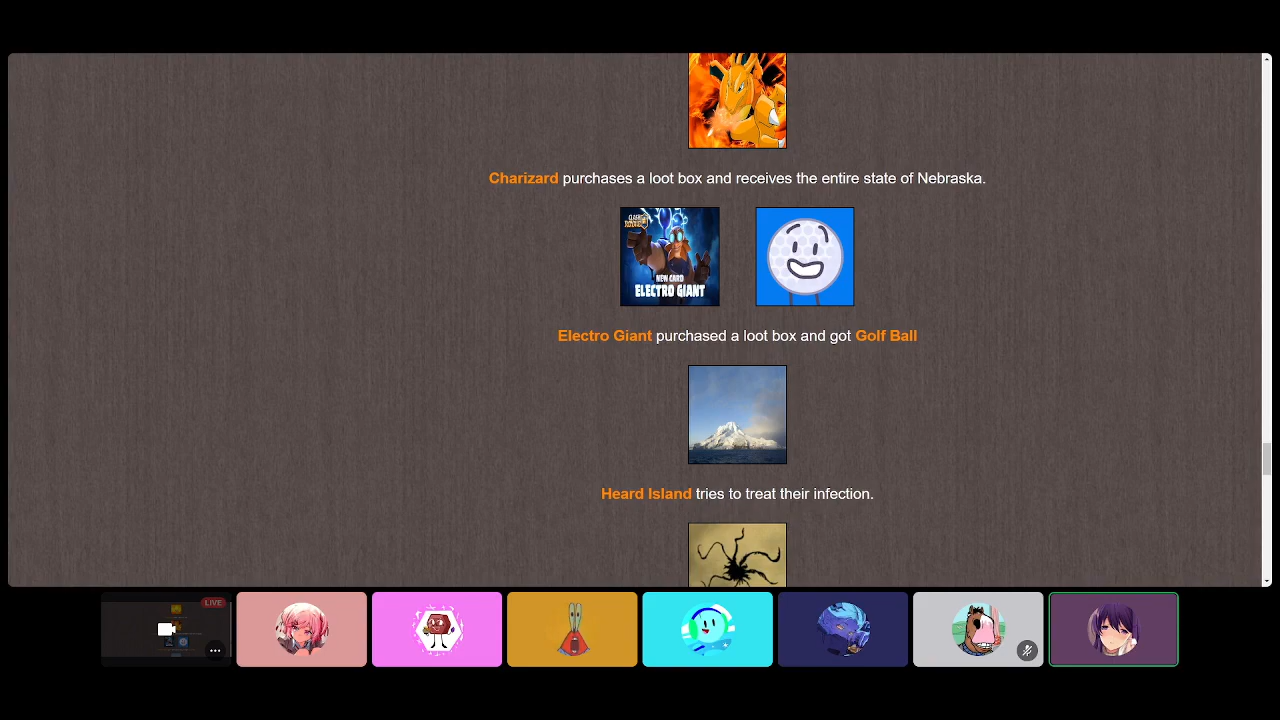 Charizard purchases a loot box and receives the entire state of Nebraska.
NEW CARD
ELECTRO GIANT
Electro Giant purchased a loot box and got Golf Ball
Heard Island tries to treat their infection.
LIVE